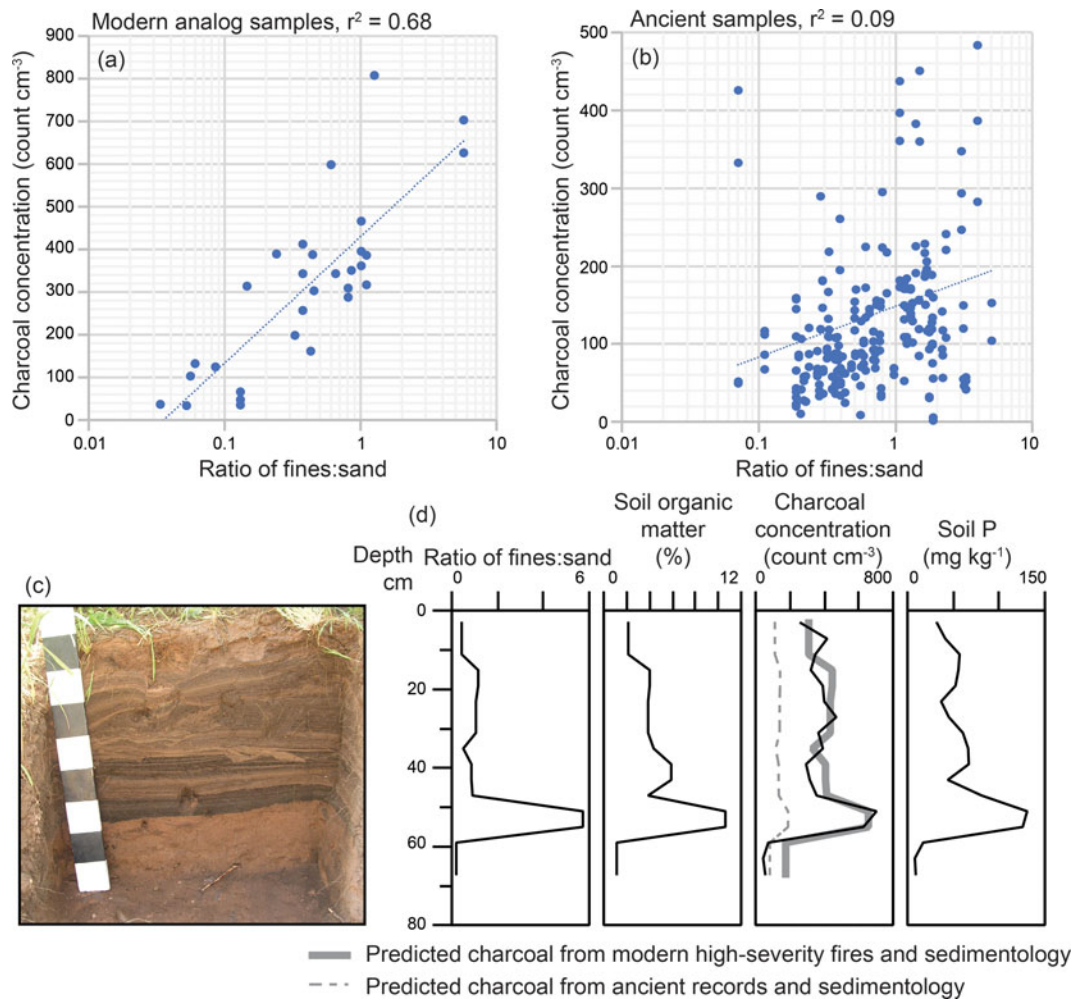 Modern analog samples, r² = 0.68
(a)
Charcoal concentration (count cm⁻³)
900
800
700
600
500
400
300
200
100
0
0.01 0.1 1 10
Ratio of fines:sand
Ancient samples, r² = 0.09
(b)
Charcoal concentration (count cm⁻³)
500
400
300
200
100
0
0.01 0.1 1 10
Ratio of fines:sand
(c)
(d)
Depth
cm
Ratio of fines:sand
0 6
Soil organic
matter
(%)
0 12
Charcoal
concentration
(count cm⁻³)
0 800
Soil P
(mg kg⁻¹)
0 150
0
20
40
60
80
Predicted charcoal from modern high-severity fires and sedimentology
Predicted charcoal from ancient records and sedimentology